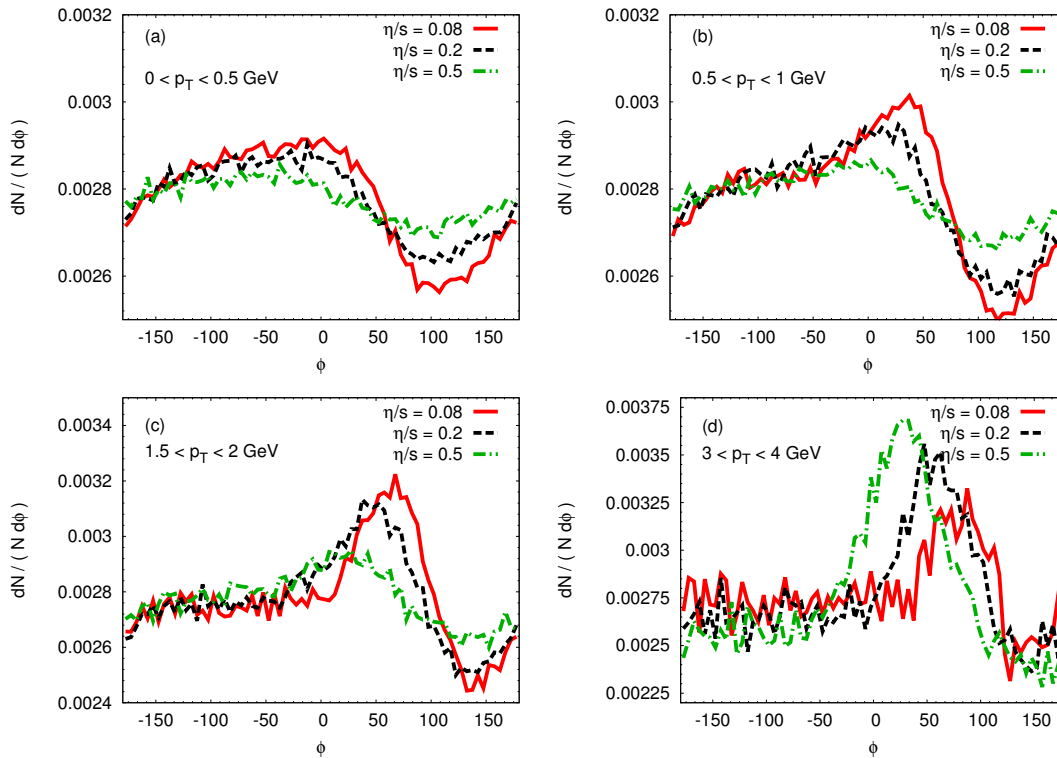 0.0032
(a)
η/s = 0.08
η/s = 0.2
η/s = 0.5
0 < p_T < 0.5 GeV
0.003
0.0028
0.0026
dN / ( N dϕ)
-150 -100 -50 0 50 100 150
ϕ
0.0032
(b)
η/s = 0.08
η/s = 0.2
η/s = 0.5
0.5 < p_T < 1 GeV
0.003
0.0028
0.0026
dN / ( N dϕ)
-150 -100 -50 0 50 100 150
ϕ
0.0034
(c)
η/s = 0.08
η/s = 0.2
η/s = 0.5
1.5 < p_T < 2 GeV
0.0032
0.003
0.0028
0.0026
0.0024
dN / ( N dϕ)
-150 -100 -50 0 50 100 150
ϕ
0.00375
(d)
η/s = 0.08
η/s = 0.2
η/s = 0.5
3 < p_T < 4 GeV
0.0035
0.00325
0.003
0.00275
0.0025
0.00225
dN / ( N dϕ)
-150 -100 -50 0 50 100 150
ϕ